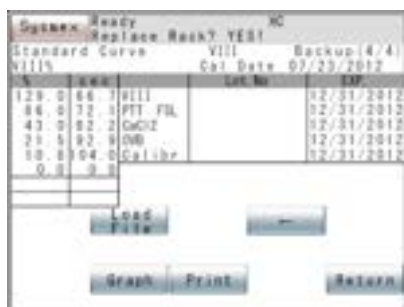 Sysmex Ready NC
Replace Rack? YES!
Standard Curve VIII Backup(4/4)
VIII% Cal.Date 07/23/2012
% sec Lot.No EXP.
129.0 66.7 VIII 12/31/2012
86.0 72.1 PTT FSL 12/31/2012
43.0 82.2 CaCl2 12/31/2012
21.5 92.9 OVB 12/31/2012
10.8 104.0 Calibr 12/31/2012
0.0 0.0
Load File ←
Graph Print Return